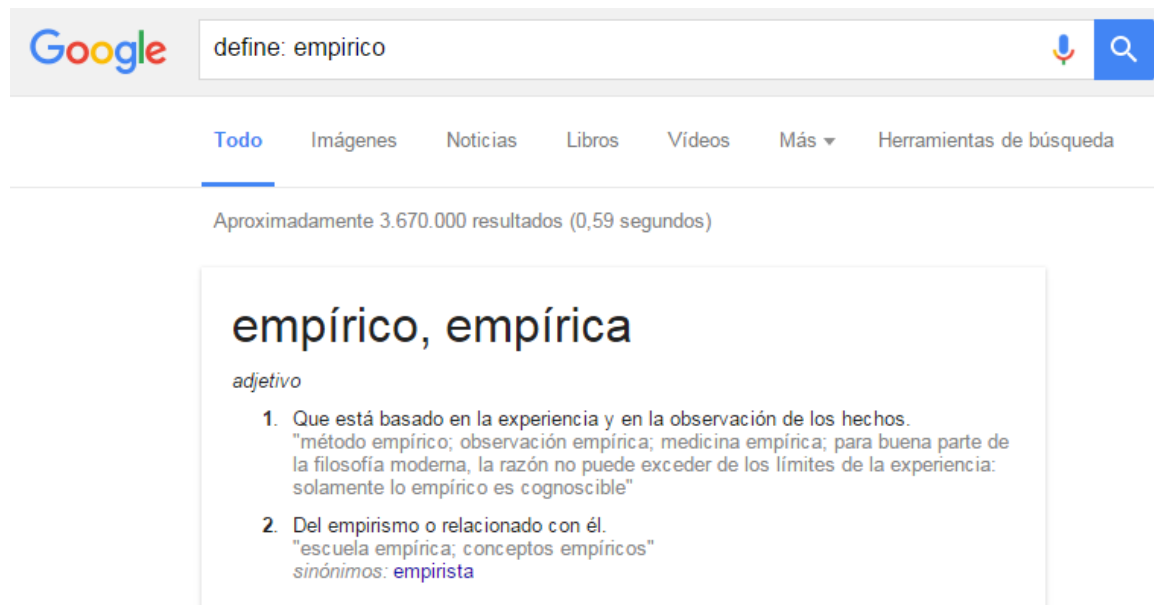 Google
define: empirico
Todo Imágenes Noticias Libros Vídeos Más Herramientas de búsqueda
Aproximadamente 3.670.000 resultados (0,59 segundos)
empírico, empírica
adjetivo
1. Que está basado en la experiencia y en la observación de los hechos.
"método empírico; observación empírica; medicina empírica; para buena parte de
la filosofía moderna, la razón no puede exceder de los límites de la experiencia:
solamente lo empírico es cognoscible"
2. Del empirismo o relacionado con él.
"escuela empírica; conceptos empíricos"
sinónimos: empirista